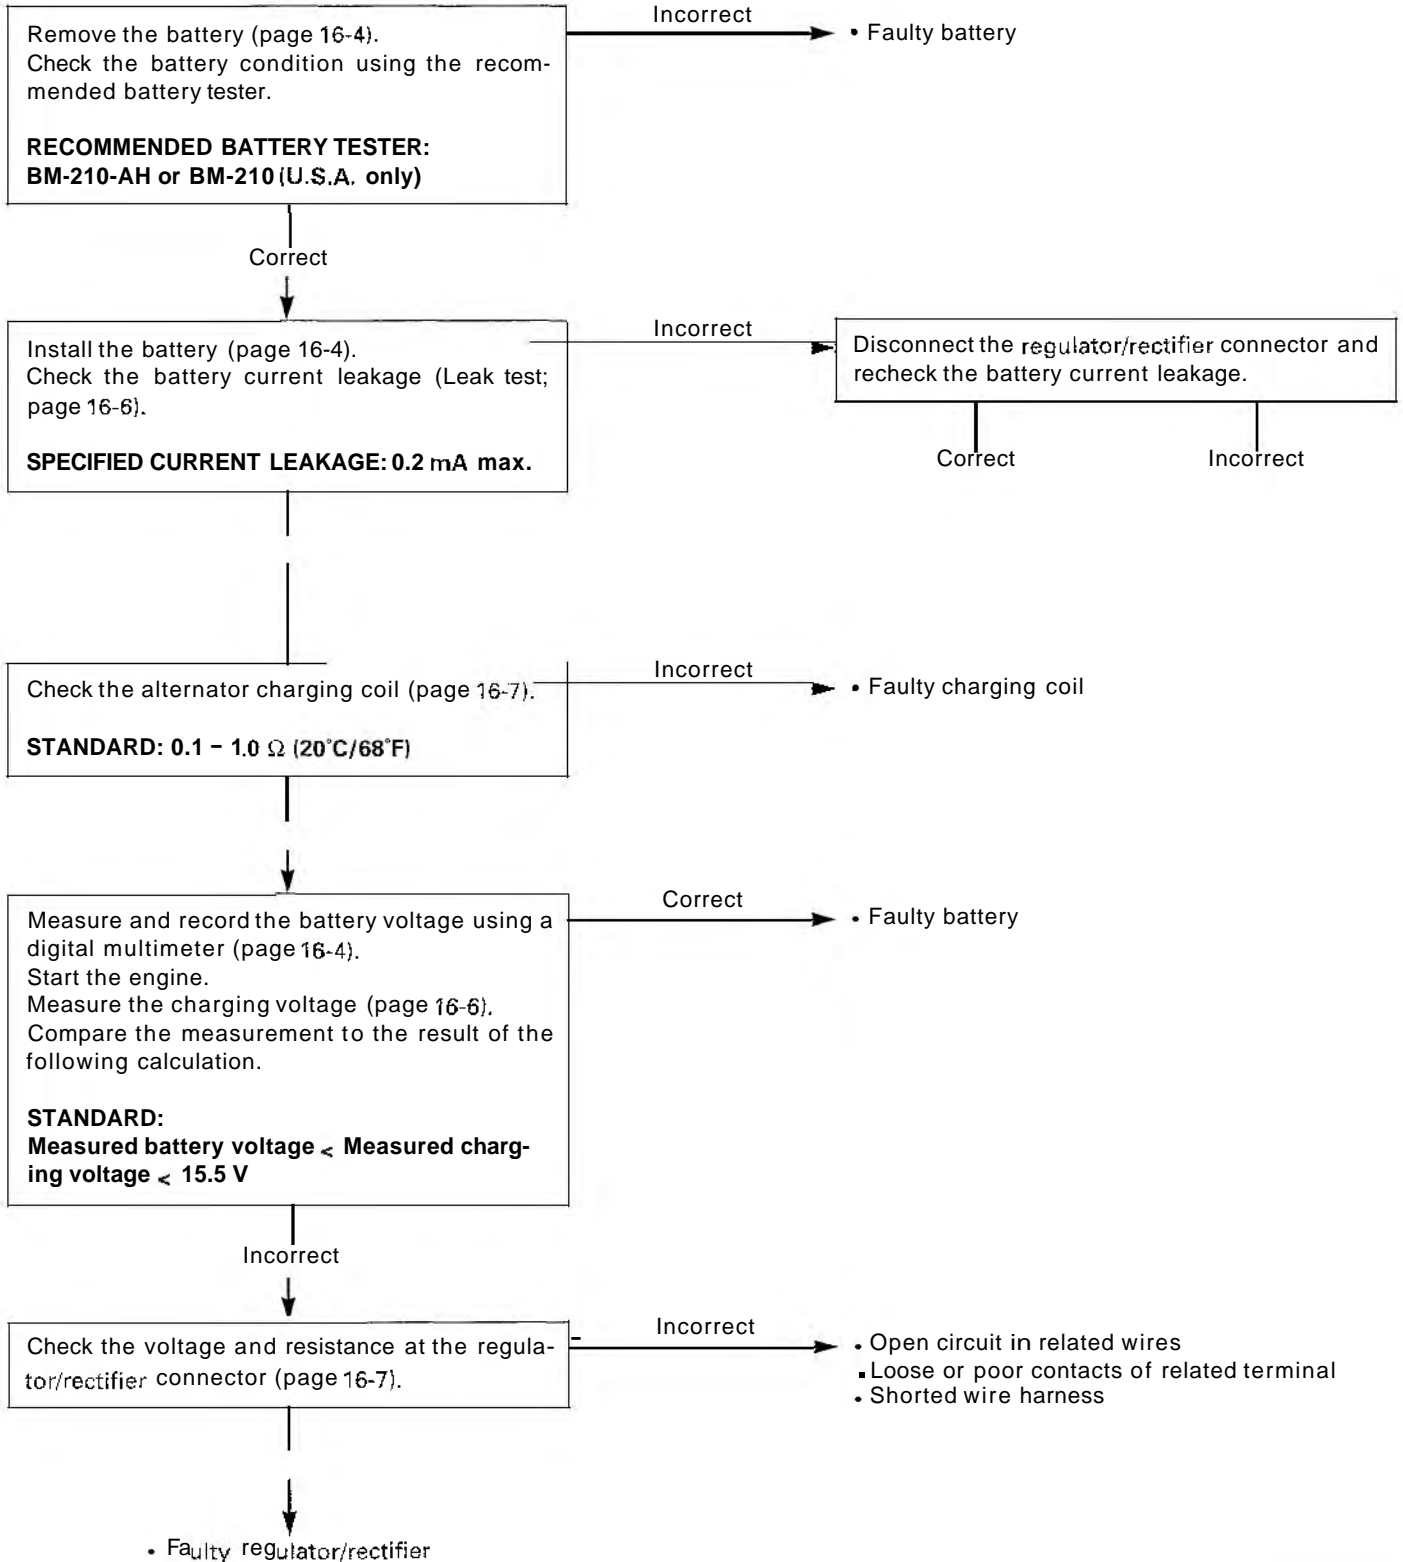 Remove the battery (page 16-4).
Check the battery condition using the recom-
mended battery tester.
RECOMMENDED BATTERY TESTER:
BM-210-AH or BM-210 (U.S.A. only)
Incorrect
• Faulty battery
Correct
Install the battery (page 16-4).
Check the battery current leakage (Leak test;
page 16-6).
SPECIFIED CURRENT LEAKAGE: 0.2 mA max.
Incorrect
Disconnect the regulator/rectifier connector and
recheck the battery current leakage.
Correct
Incorrect
Check the alternator charging coil (page 16-7).
STANDARD: 0.1 – 1.0 Ω (20°C/68°F)
Incorrect
• Faulty charging coil
Measure and record the battery voltage using a
digital multimeter (page 16-4).
Start the engine.
Measure the charging voltage (page 16-6).
Compare the measurement to the result of the
following calculation.
STANDARD:
Measured battery voltage < Measured charg-
ing voltage < 15.5 V
Correct
• Faulty battery
Incorrect
Check the voltage and resistance at the regula-
tor/rectifier connector (page 16-7).
Incorrect
• Open circuit in related wires
• Loose or poor contacts of related terminal
• Shorted wire harness
• Faulty regulator/rectifier